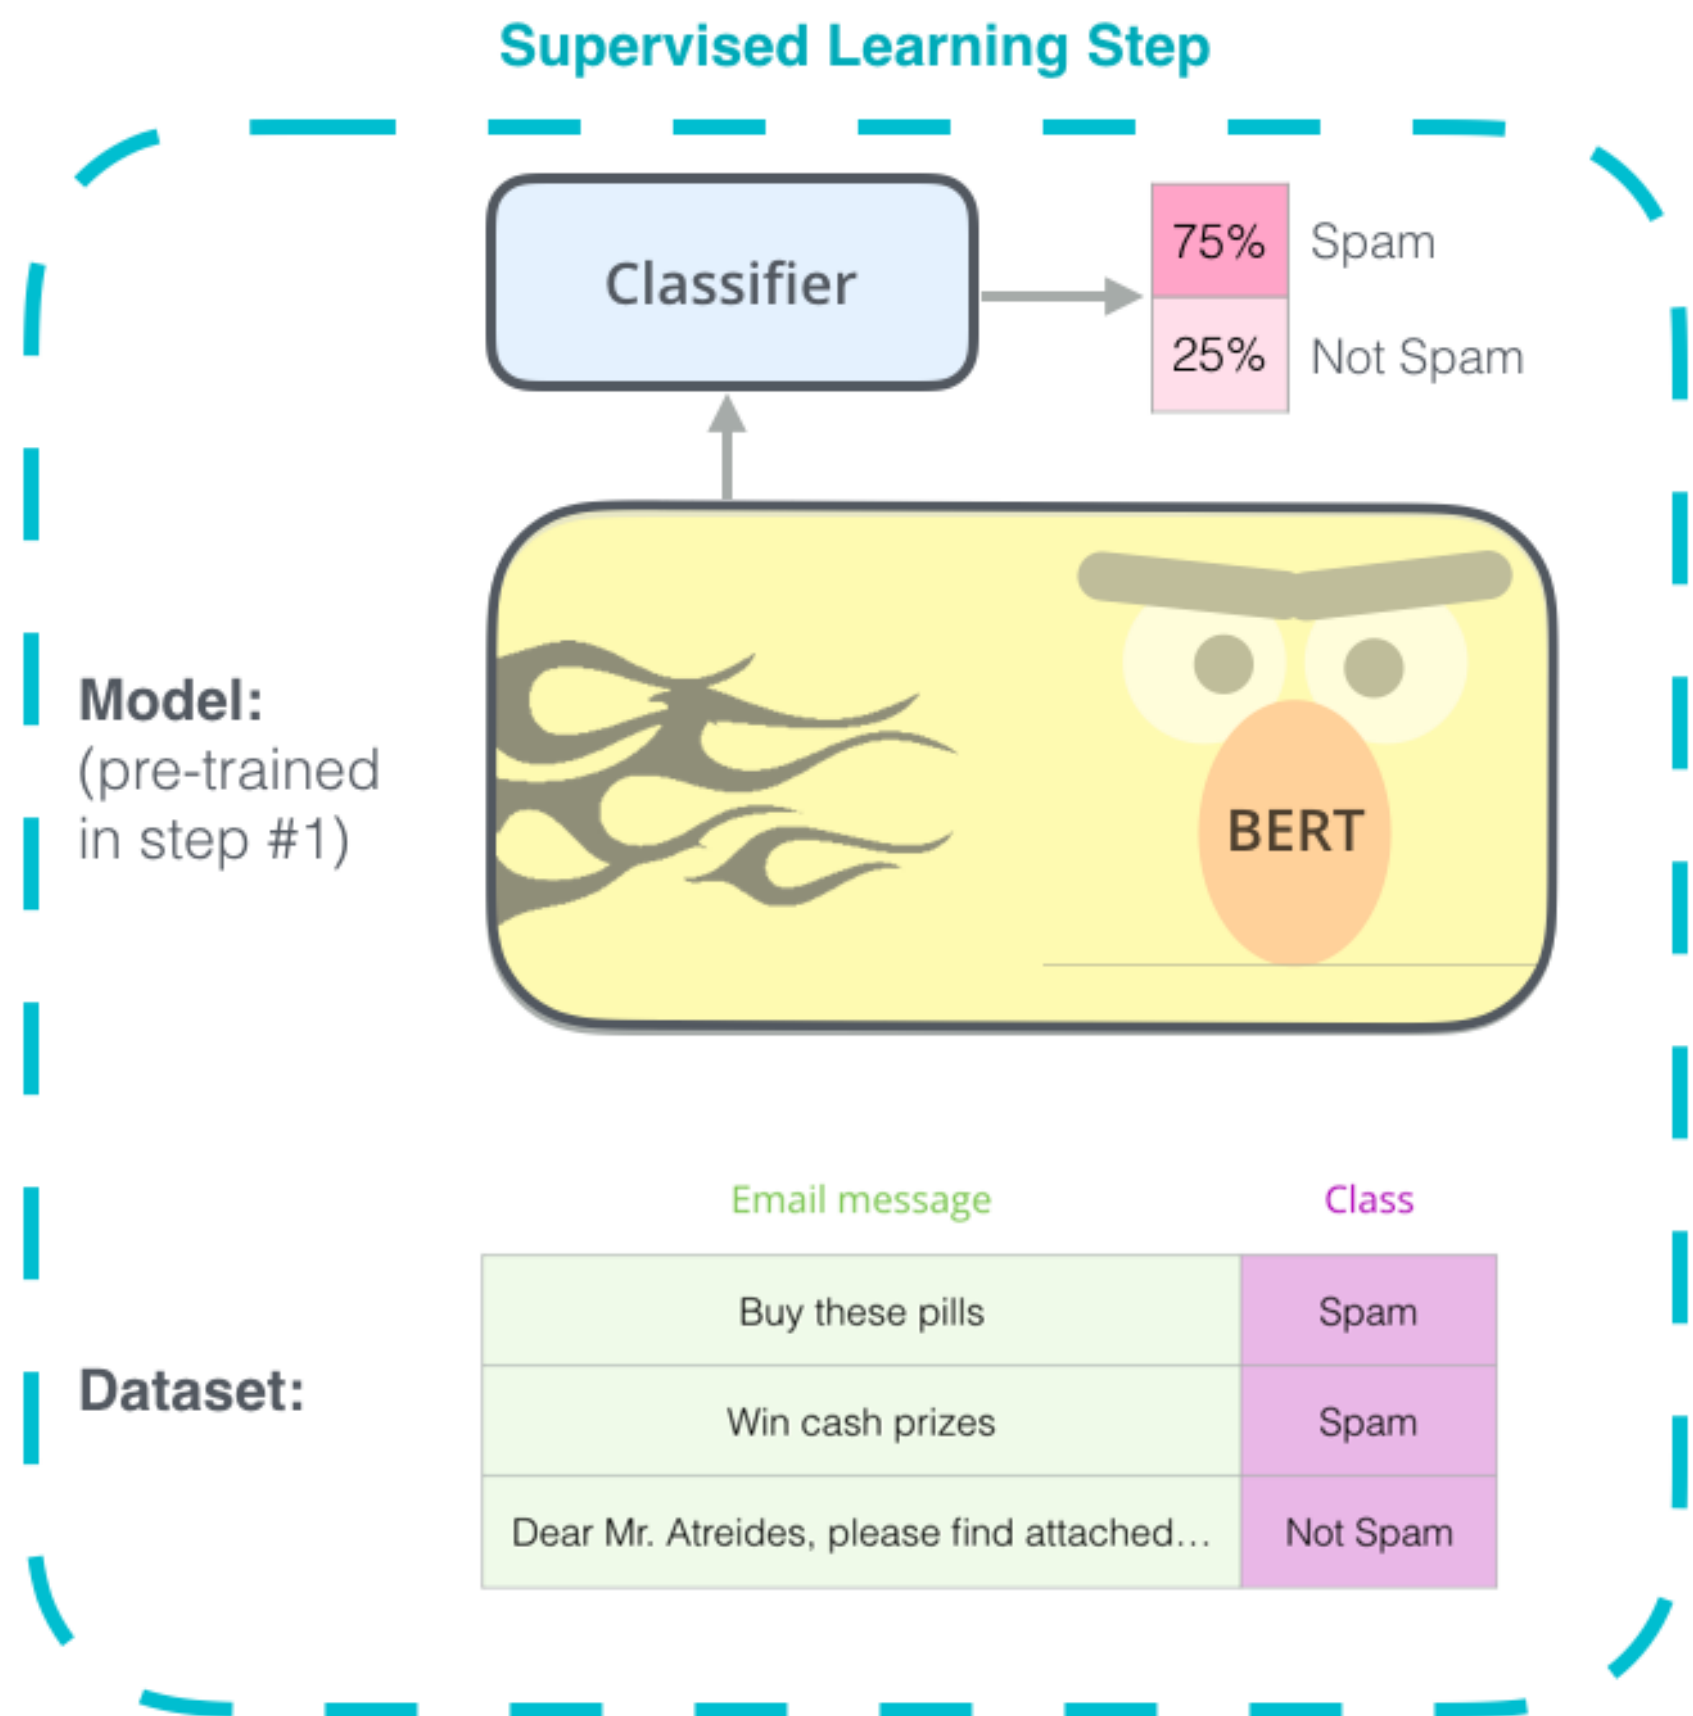 Supervised Learning Step
Classifier
75% Spam
25% Not Spam
Model:
(pre-trained
in step #1)
BERT
Email message Class
Buy these pills Spam
Dataset:
Win cash prizes Spam
Dear Mr. Atreides, please find attached... Not Spam